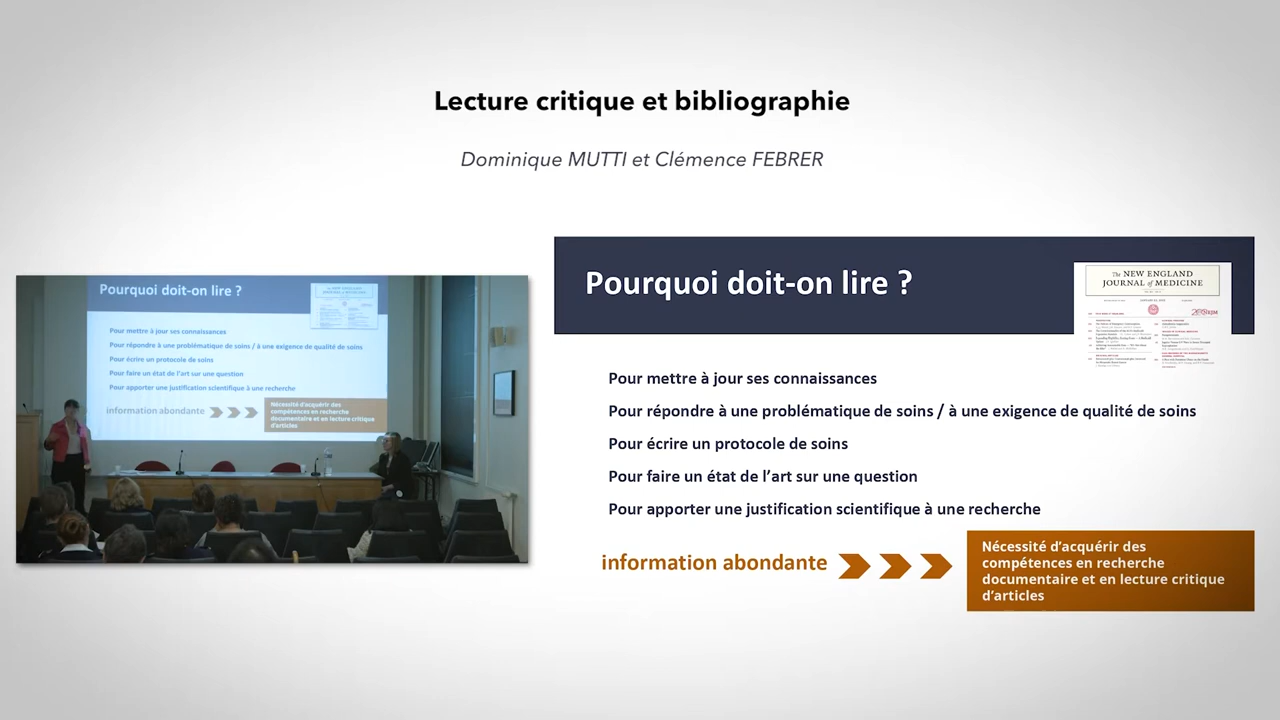 Lecture critique et bibliographie
Dominique MUTTI et Clémence FEBRER
Pourquoi doit-on lire ?
Pour mettre à jour ses connaissances
Pour répondre à une problématique de soins / à une exigence de qualité de soins
Pour écrire un protocole de soins
Pour faire un état de l'art sur une question
Pour apporter une justification scientifique à une recherche
information abondante
Nécessité d'acquérir des
compétences en recherche
documentaire et en lecture critique
d'articles
Pourquoi doit-on lire ?
The NEW ENGLAND
JOURNAL of MEDICINE
Pour mettre à jour ses connaissances
Pour répondre a une problématique de soins / à une exigence de qualité de soins
Pour écrire un protocole de soins
Pour faire un état de l’art sur une question
Pour apporter une justification scientifique à une recherche
information abondante
Nécessité d’acquérir des
compétences en recherche
documentaire et en lecture critique
d’articles